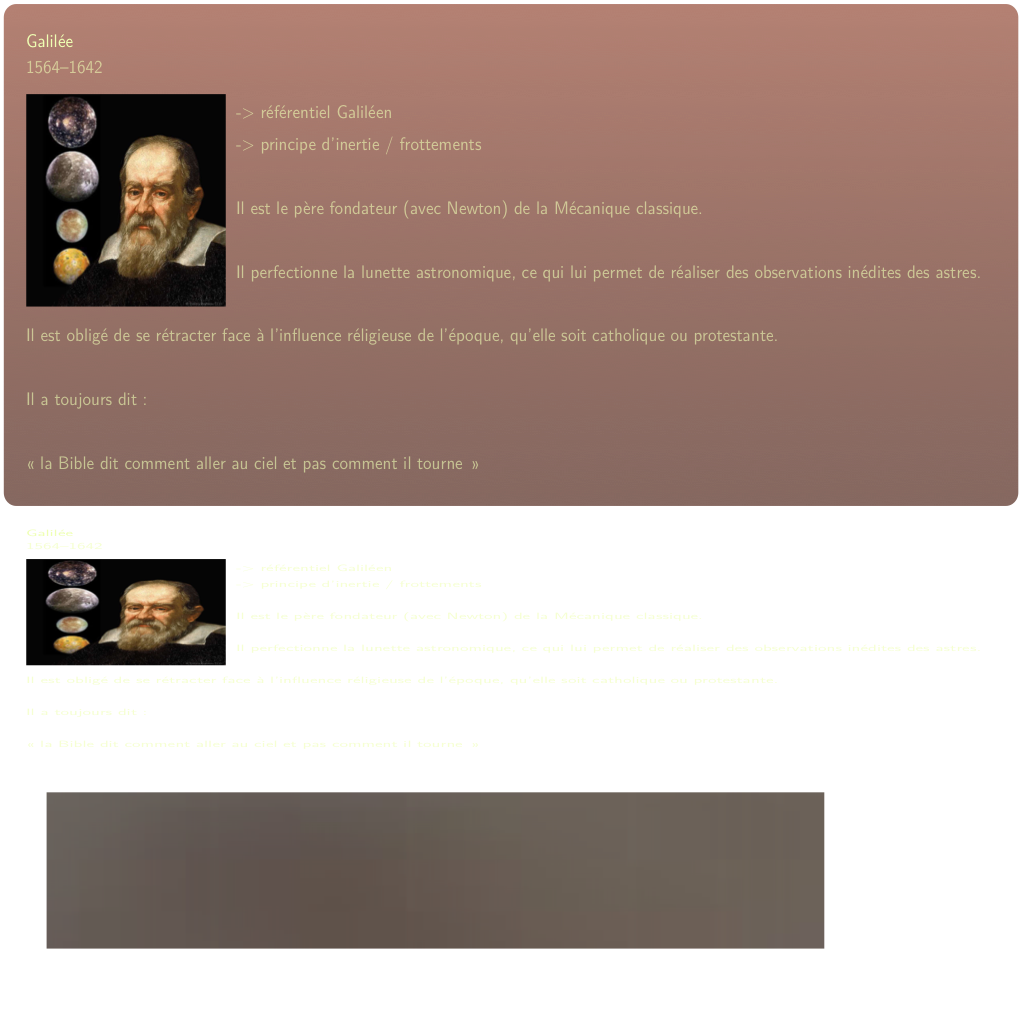 Galilée
1564–1642
-> référentiel Galiléen
-> principe d'inertie / frottements
Il est le père fondateur (avec Newton) de la Mécanique classique.
Il perfectionne la lunette astronomique, ce qui lui permet de réaliser des observations inédites des astres.
Il est obligé de se rétracter face à l'influence réligieuse de l'époque, qu'elle soit catholique ou protestante.
Il a toujours dit :
« la Bible dit comment aller au ciel et pas comment il tourne »
Galilée
1564–1642
-> référentiel Galiléen
-> principe d'inertie / frottements
Il est le père fondateur (avec Newton) de la Mécanique classique.
Il perfectionne la lunette astronomique, ce qui lui permet de réaliser des observations inédites des astres.
Il est obligé de se rétracter face à l'influence réligieuse de l'époque, qu'elle soit catholique ou protestante.
Il a toujours dit :
« la Bible dit comment aller au ciel et pas comment il tourne »